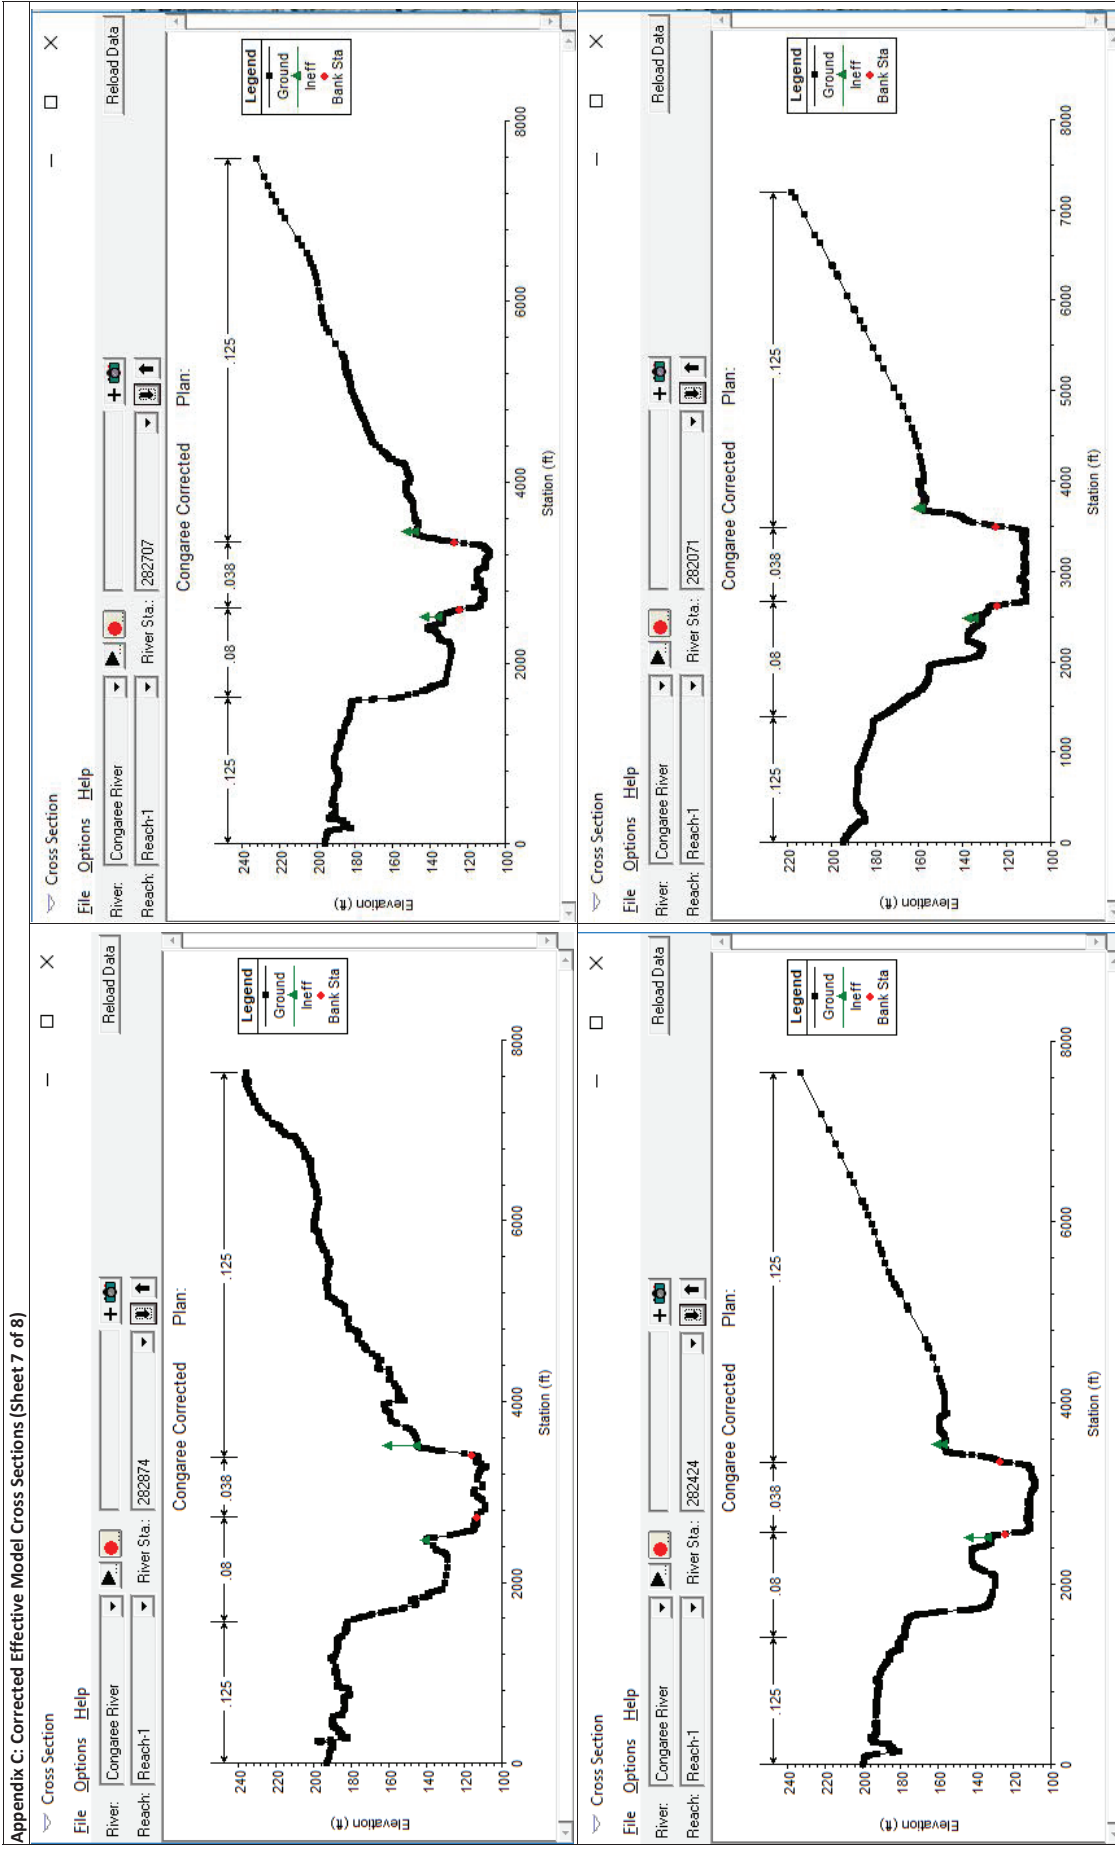 Appendix C: Corrected Effective Model Cross Sections (Sheet 7 of 8)
Cross Section
File Options Help
River: Congaree River
Reload Data
Reach: Reach-1 River Sta.: 282874
Congaree Corrected Plan:
.125 .08 .038 .125
Legend
Ground
Ineff
Bank Sta
240
220
200
180
160
140
120
100
0 2000 4000 6000 8000
Elevation (ft)
Station (ft)
Cross Section
File Options Help
River: Congaree River
Reload Data
Reach: Reach-1 River Sta.: 282707
Congaree Corrected Plan:
.125 .08 .038 .125
Legend
Ground
Ineff
Bank Sta
240
220
200
180
160
140
120
100
0 2000 4000 6000 8000
Elevation (ft)
Station (ft)
Cross Section
File Options Help
River: Congaree River
Reload Data
Reach: Reach-1 River Sta.: 282424
Congaree Corrected Plan:
.125 .08 .038 .125
Legend
Ground
Ineff
Bank Sta
240
220
200
180
160
140
120
100
0 2000 4000 6000 8000
Elevation (ft)
Station (ft)
Cross Section
File Options Help
River: Congaree River
Reload Data
Reach: Reach-1 River Sta.: 282071
Congaree Corrected Plan:
.125 .08 .038 .125
Legend
Ground
Ineff
Bank Sta
220
200
180
160
140
120
100
0 1000 2000 3000 4000 5000 6000 7000 8000
Elevation (ft)
Station (ft)